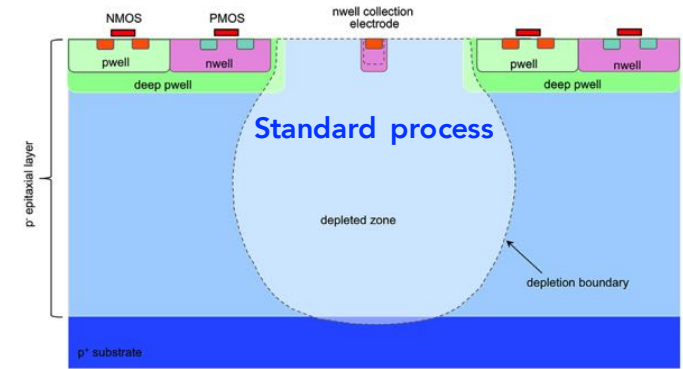 NMOS
PMOS
nwell collection
electrode
pwell
nwell
pwell
nwell
deep pwell
deep pwell
Standard process
p⁻ epitaxial layer
depleted zone
depletion boundary
p⁺ substrate